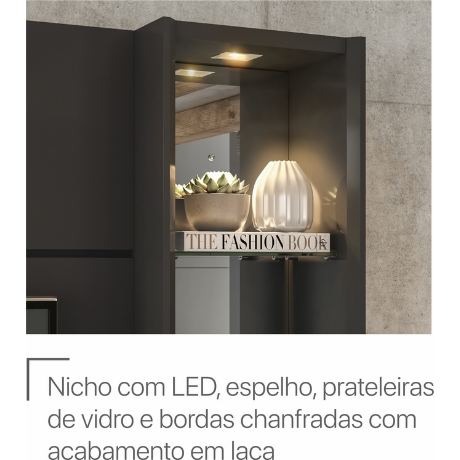 THE FASHION BOOK
Nicho com LED, espelho, prateleiras
de vidro e bordas chanfradas com
acabamento em laca